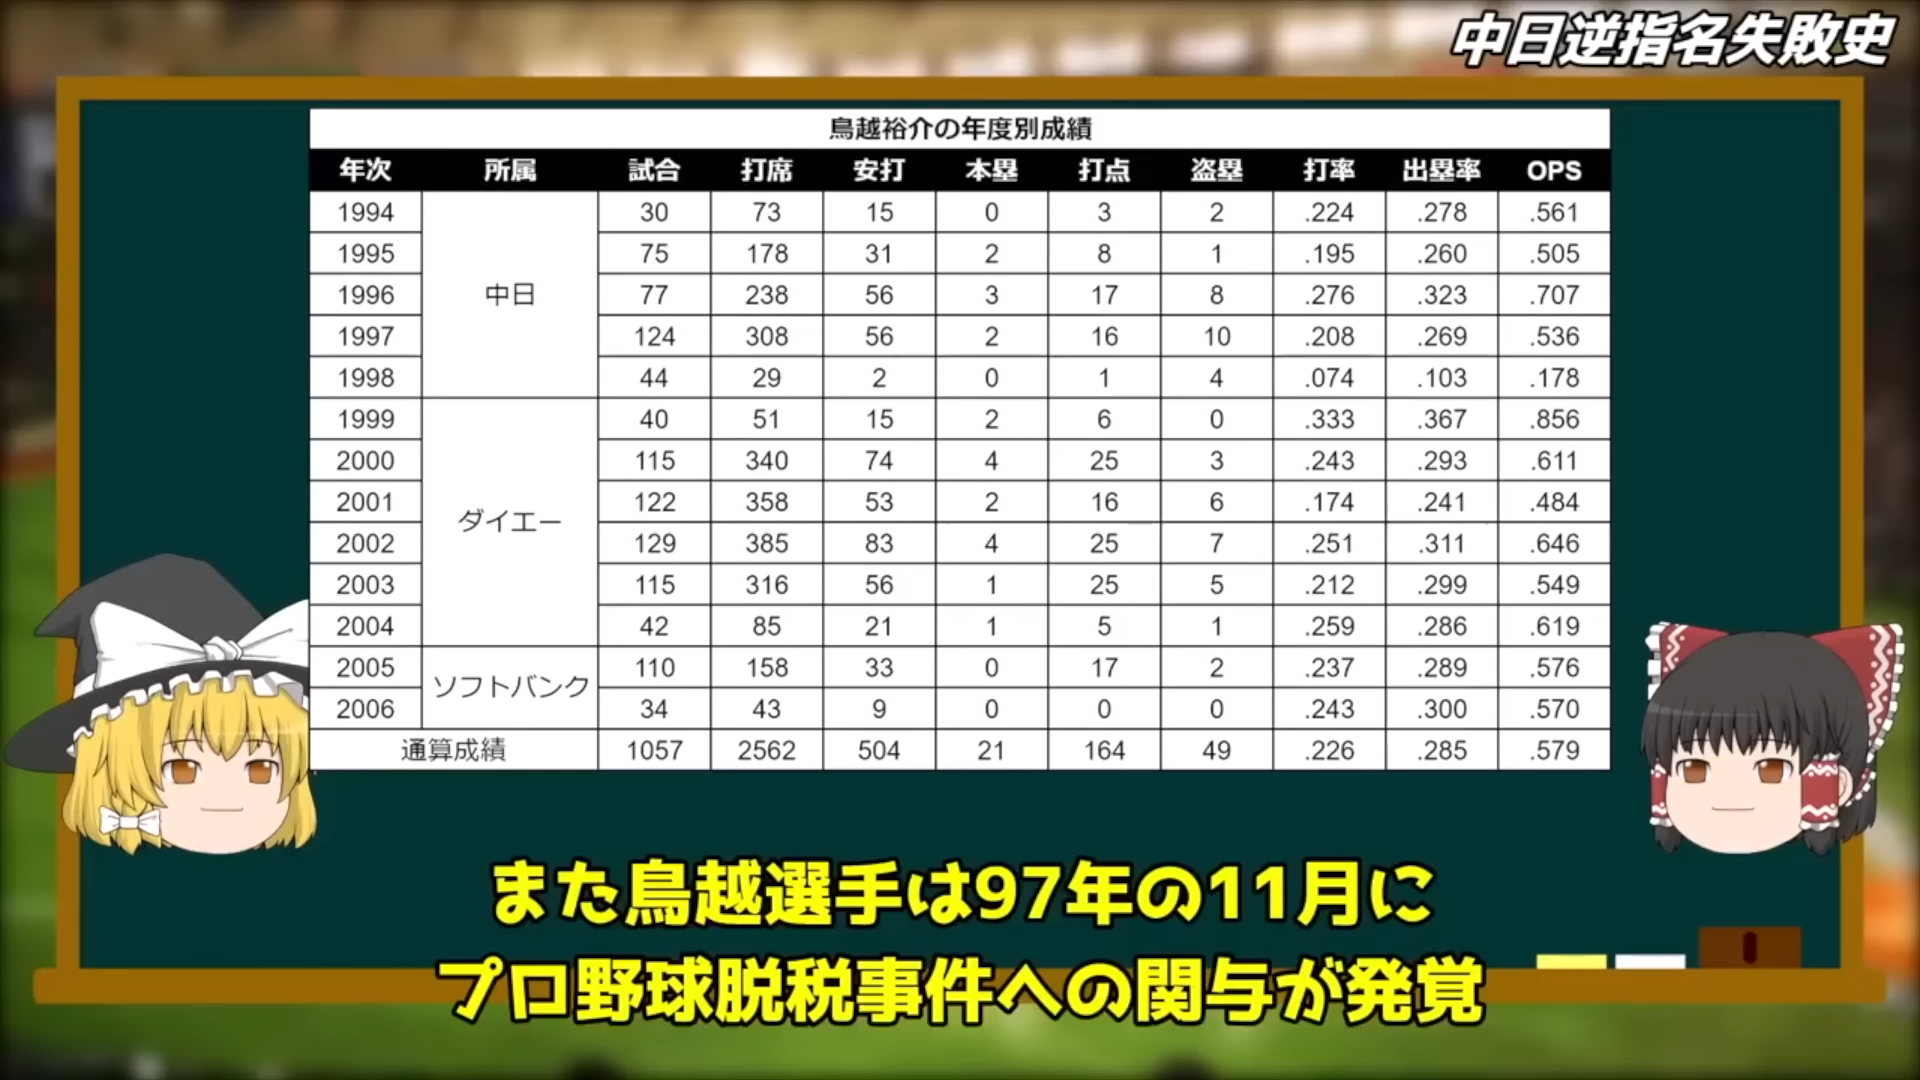 中日逆指名失敗史
鳥越裕介の年度別成績
年次 所属 試合 打席 安打 本塁 打点 盗塁 打率 出塁率 OPS
1994 中日 30 73 15 0 3 2 .224 .278 .561
1995 75 178 31 2 8 1 .195 .260 .505
1996 77 238 56 3 17 8 .276 .323 .707
1997 124 308 56 2 16 10 .208 .269 .536
1998 44 29 2 0 1 4 .074 .103 .178
1999 ダイエー 40 51 15 2 6 0 .333 .367 .856
2000 115 340 74 4 25 3 .243 .293 .611
2001 122 358 53 2 16 6 .174 .241 .484
2002 129 385 83 4 25 7 .251 .311 .646
2003 115 316 56 1 25 5 .212 .299 .549
2004 42 85 21 1 5 1 .259 .286 .619
2005 ソフトバンク 110 158 33 0 17 2 .237 .289 .576
2006 34 43 9 0 0 0 .243 .300 .570
通算成績 1057 2562 504 21 164 49 .226 .285 .579
また鳥越選手は97年の11月に
プロ野球脱税事件への関与が発覚